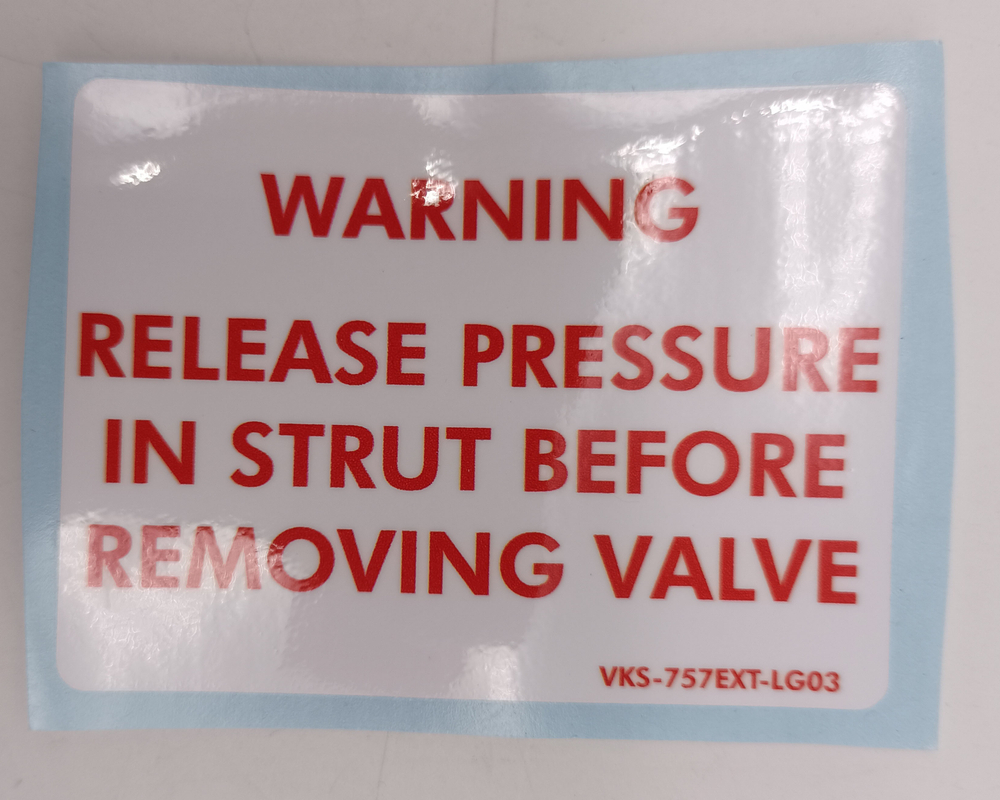 WARNING
RELEASE PRESSURE
IN STRUT BEFORE
REMOVING VALVE
VKS-757EXT-LG03